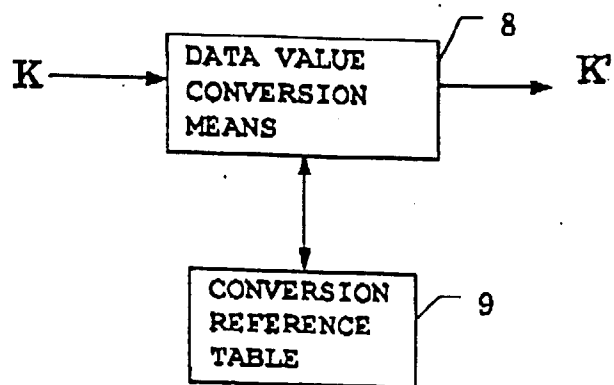 8
K
DATA VALUE
CONVERSION
MEANS
K'
CONVERSION
REFERENCE
TABLE
9